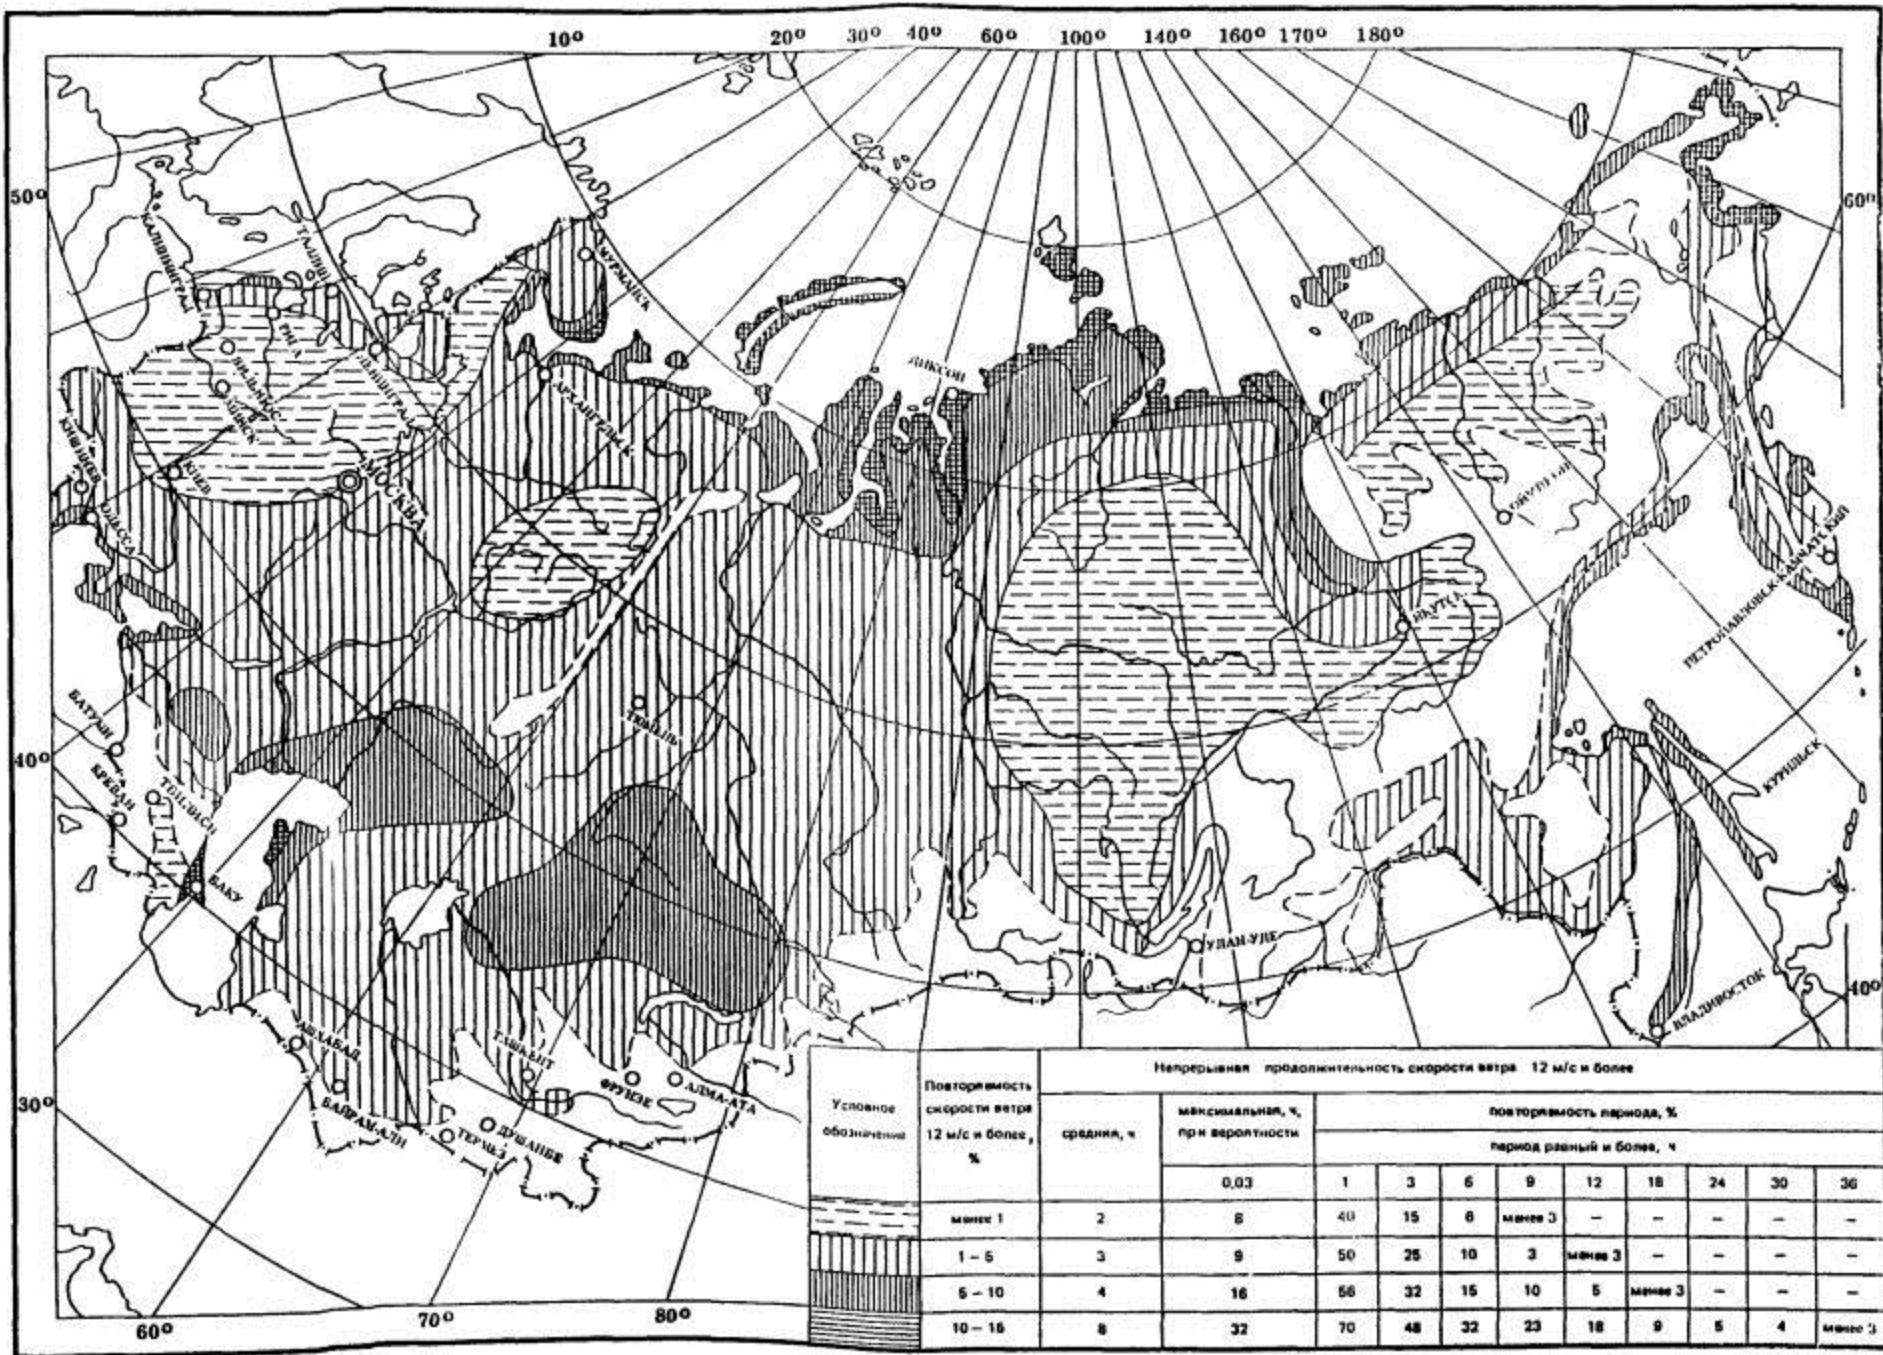 10° 20° 30° 40° 60° 100° 140° 160° 170° 180°
50°
60°
КАЛИНИНГРАД
ТАЛЛИН
МУРМАНСК
РИГА
ВИЛЬНЮС
МИНСК
ЛЕНИНГРАД
АРХАНГЕЛЬСК
ДИКСОН
КИШИНЕВ
КИЕВ
МОСКВА
ОДЕССА
ЯКУТСК
ПЕТРОПАВЛОВСК-КАМЧАТСКИЙ
БАТУМИ
ТЮМЕНЬ
40°
ЕРЕВАН
ТБИЛИСИ
КУРИЛЬСК
БАКУ
УЛАН-УДЕ
40°
ВЛАДИВОСТОК
АШХАБАД
ТАШКЕНТ
ФРУНЗЕ
АЛМА-АТА
30°
БАЙРАМ-АЛИ
ТЕРМЕЗ
ДУШАНБЕ
60° 70° 80°
Условное обозначение
Повторяемость скорости ветра 12 м/с и более, %
Непрерывная продолжительность скорости ветра 12 м/с и более
средняя, ч
максимальная, ч, при вероятности
повторяемость периода, %
период равный и более, ч
0,03 1 3 6 9 12 18 24 30 36
менее 1 2 8 40 15 6 менее 3 – – – – –
1 – 5 3 9 50 25 10 3 менее 3 – – – –
5 – 10 4 16 56 32 15 10 5 менее 3 – – –
10 – 15 8 32 70 48 32 23 18 9 5 4 менее 3